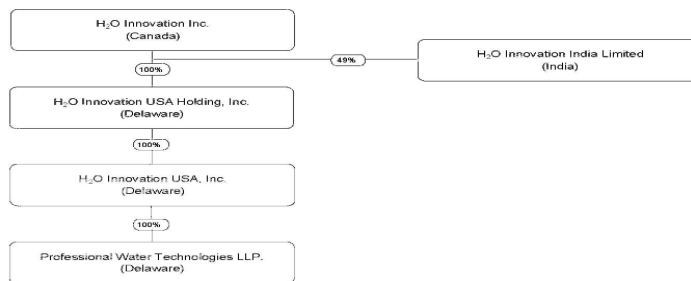 H₂O Innovation Inc.
(Canada)
100%
49%
H₂O Innovation India Limited
(India)
H₂O Innovation USA Holding, Inc.
(Delaware)
100%
H₂O Innovation USA, Inc.
(Delaware)
100%
Professional Water Technologies LLP.
(Delaware)